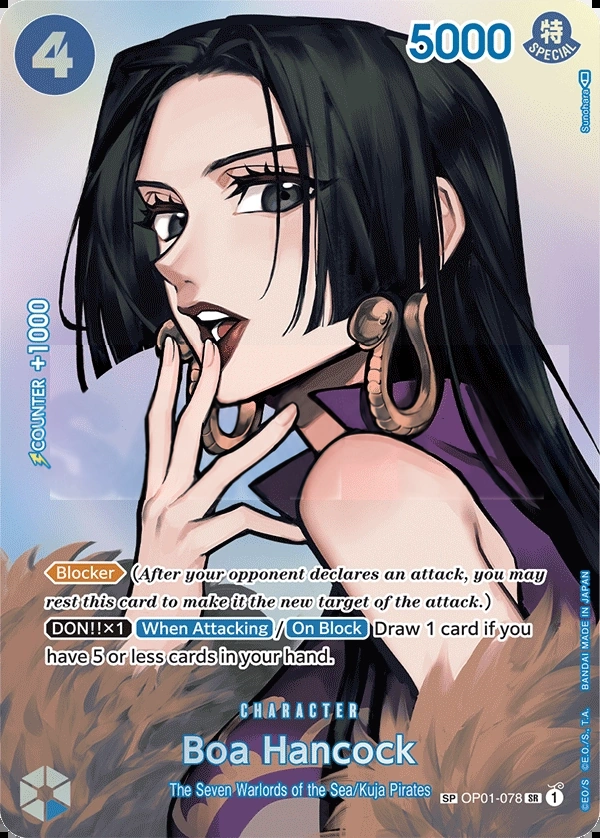 4
5000
特
SPECIAL
Sunohara
COUNTER +1000
Blocker (After your opponent declares an attack, you may
rest this card to make it the new target of the attack.)
DON!!×1 When Attacking / On Block Draw 1 card if you
have 5 or less cards in your hand.
CHARACTER
Boa Hancock
The Seven Warlords of the Sea/Kuja Pirates
SP OP01-078 SR 1
©E.O/S ©E.O./S., T.A. BANDAI MADE IN JAPAN